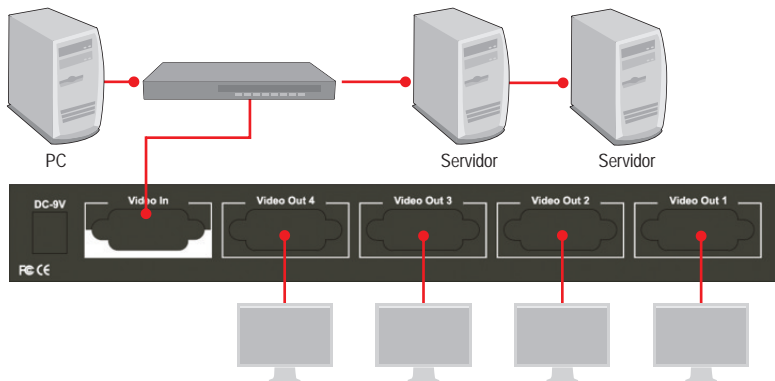 PC
Servidor
Servidor
DC-9V
Video In
Video Out 4
Video Out 3
Video Out 2
Video Out 1
FC CE